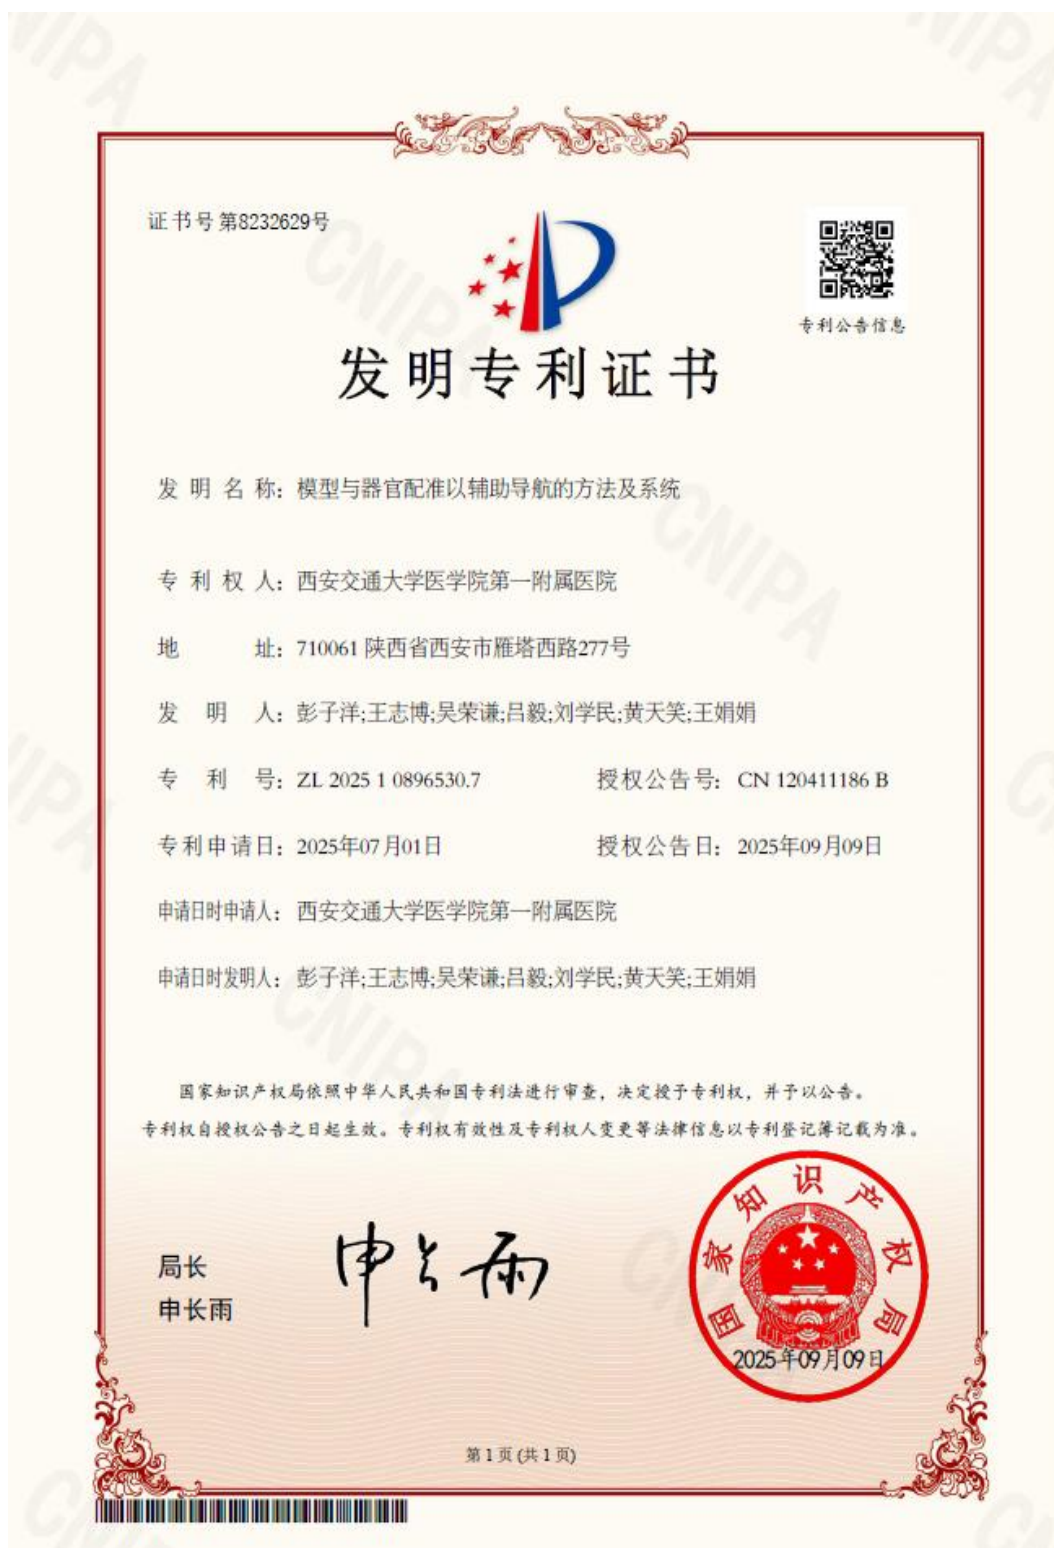 证书号第8232629号
专利公告信息
发明专利证书
发明名称：模型与器官配准以辅助导航的方法及系统
专利权人：西安交通大学医学院第一附属医院
地址：710061 陕西省西安市雁塔西路277号
发明人：彭子洋;王志博;吴荣谦;吕毅;刘学民;黄天笑;王娟娟
专利号：ZL 2025 1 0896530.7 授权公告号：CN 120411186 B
专利申请日：2025年07月01日 授权公告日：2025年09月09日
申请日时申请人：西安交通大学医学院第一附属医院
申请日时发明人：彭子洋;王志博;吴荣谦;吕毅;刘学民;黄天笑;王娟娟
国家知识产权局依照中华人民共和国专利法进行审查，决定授予专利权，并予以公告。
专利权自授权公告之日起生效。专利权有效性及专利权人变更等法律信息以专利登记簿记载为准。
局长
申长雨
申长雨
国家知识产权局
2025年09月09日
第 1 页 (共 1 页)
CNIPA